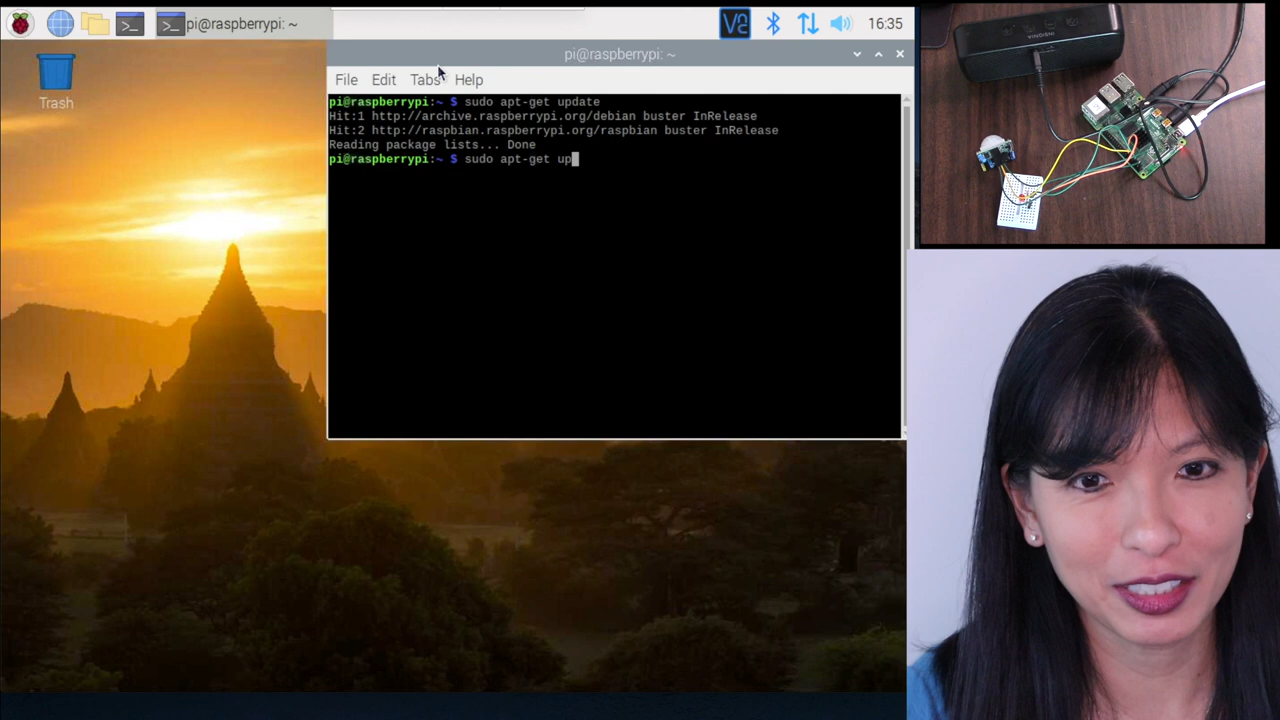 pi@raspberrypi: ~
VNC
16:35
Trash
pi@raspberrypi: ~
File Edit Tabs Help
pi@raspberrypi:~ $ sudo apt-get update
Hit:1 http://archive.raspberrypi.org/debian buster InRelease
Hit:2 http://raspbian.raspberrypi.org/raspbian buster InRelease
Reading package lists... Done
pi@raspberrypi:~ $ sudo apt-get up